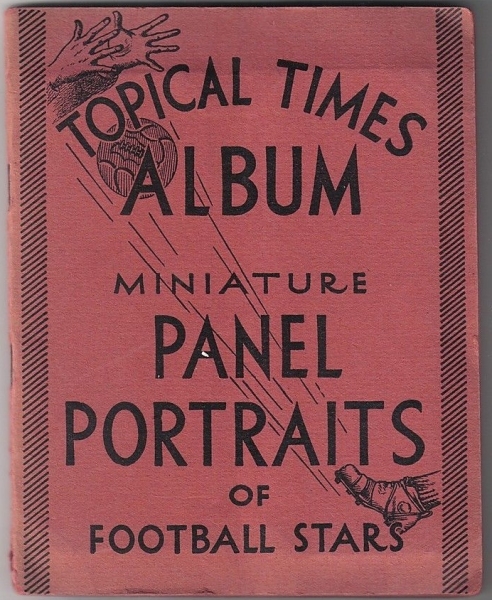 TOPICAL TIMES
ALBUM
MINIATURE
PANEL
PORTRAITS
OF
FOOTBALL STARS